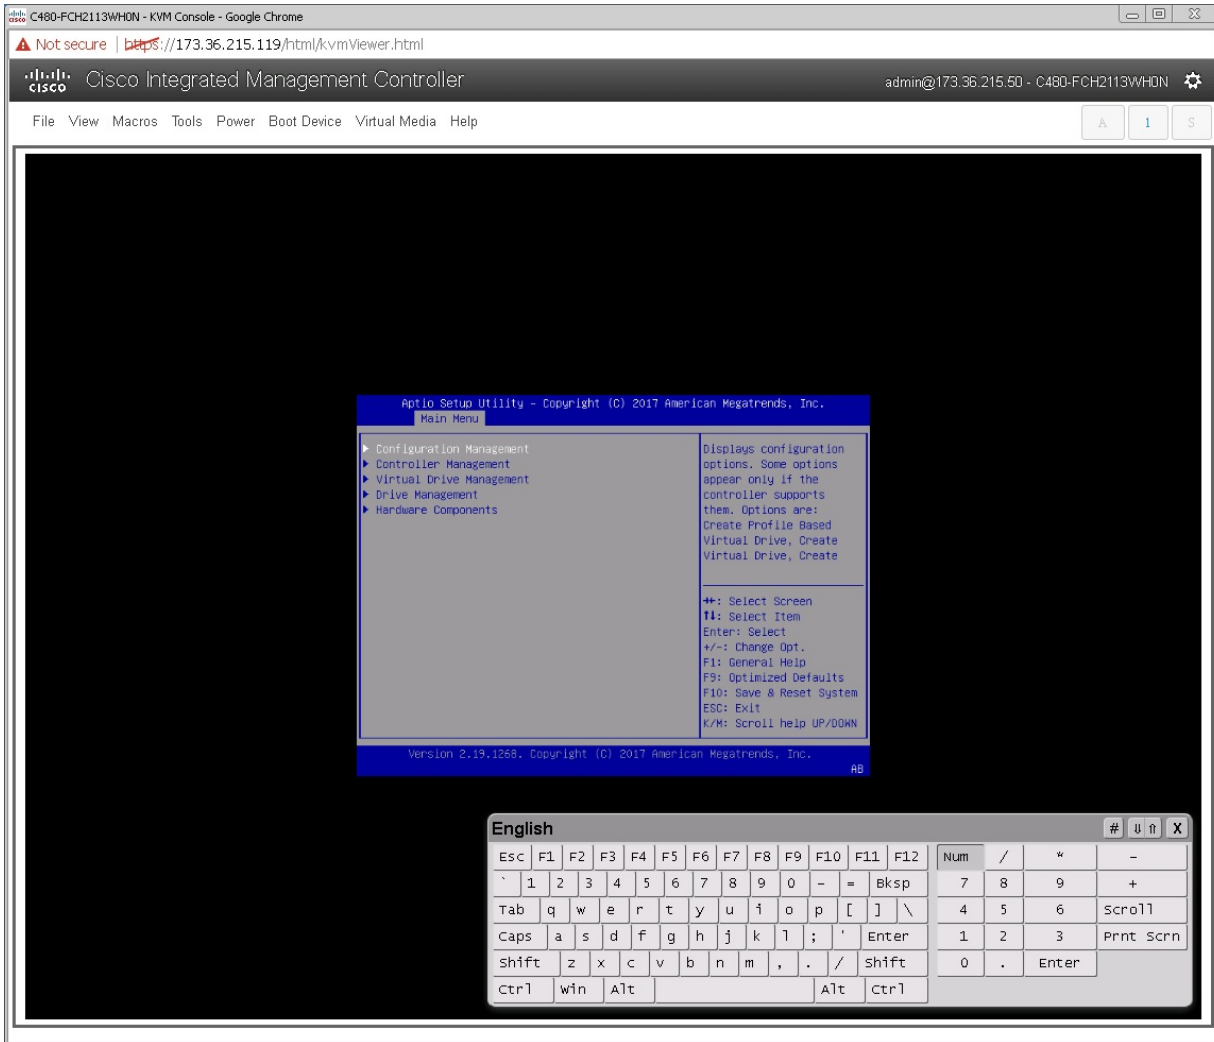 C480-FCH2113WH0N - KVM Console - Google Chrome
Not secure | https://173.36.215.119/html/kvmViewer.html
CISCO Cisco Integrated Management Controller admin@173.36.215.50 - C480-FCH2113WH0N
File View Macros Tools Power Boot Device Virtual Media Help A 1 S
Aptio Setup Utility - Copyright (C) 2017 American Megatrends, Inc.
Main Menu
Configuration Management
Controller Management
Virtual Drive Management
Drive Management
Hardware Components
Displays configuration
options. Some options
appear only if the
controller supports
them. Options are:
Create Profile Based
Virtual Drive, Create
Virtual Drive, Create
→←: Select Screen
↑↓: Select Item
Enter: Select
+/-: Change Opt.
F1: General Help
F9: Optimized Defaults
F10: Save & Reset System
ESC: Exit
K/M: Scroll help UP/DOWN
Version 2.19.1268. Copyright (C) 2017 American Megatrends, Inc.
AB
English # ⇓⇑ X
Esc F1 F2 F3 F4 F5 F6 F7 F8 F9 F10 F11 F12 Num / * -
` 1 2 3 4 5 6 7 8 9 0 - = Bksp 7 8 9 +
Tab q w e r t y u i o p [ ] \ 4 5 6 Scroll
Caps a s d f g h j k l ; ' Enter 1 2 3 Prnt Scrn
Shift z x c v b n m , . / Shift 0 . Enter
Ctrl Win Alt Alt Ctrl